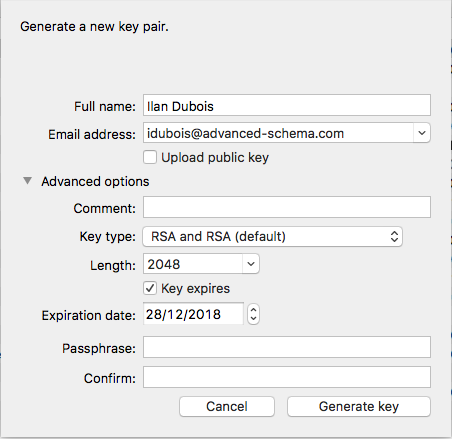 Generate a new key pair.
Full name: Ilan Dubois
Email address: idubois@advanced-schema.com
Upload public key
Advanced options
Comment:
Key type: RSA and RSA (default)
Length: 2048
Key expires
Expiration date: 28/12/2018
Passphrase:
Confirm:
Cancel Generate key